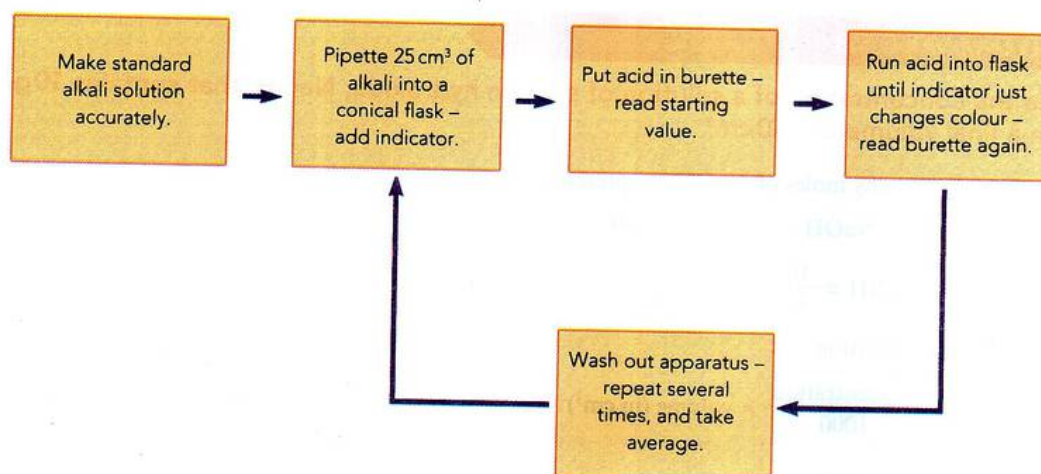 Make standard
alkali solution
accurately.
Pipette 25 cm³ of
alkali into a
conical flask –
add indicator.
Put acid in burette –
read starting
value.
Run acid into flask
until indicator just
changes colour –
read burette again.
Wash out apparatus –
repeat several
times, and take
average.